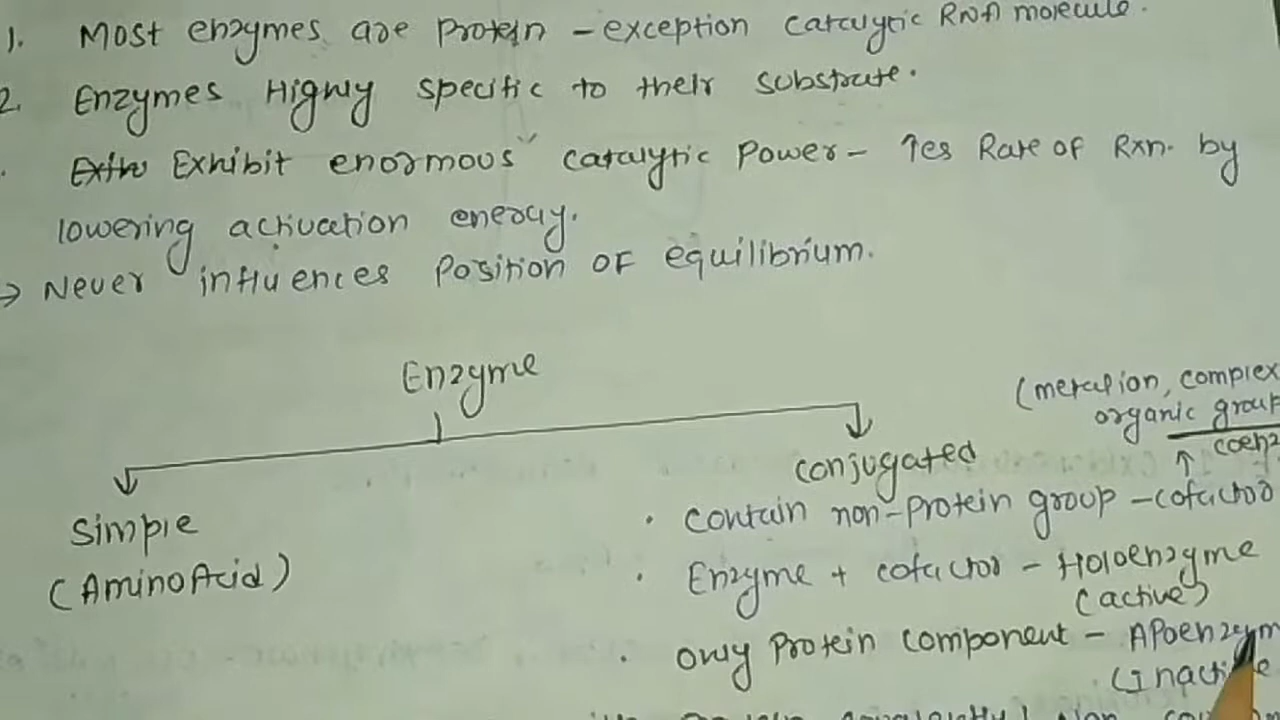 1. Most enzymes are Protein - exception catalytic RNA molecule.
2. Enzymes Highly specific to their substrate.
. Exhibit enormous catalytic Power - ↑es Rate of Rxn. by
lowering activation energy.
→ Never influences Position of equilibrium.
Enzyme
Simple
(Amino Acid)
(metal ion, complex
organic group
coenz
conjugated
• contain non-protein group - cofactor
• Enzyme + cofactor - Holoenzyme
(active)
• only Protein component - Apoenzym